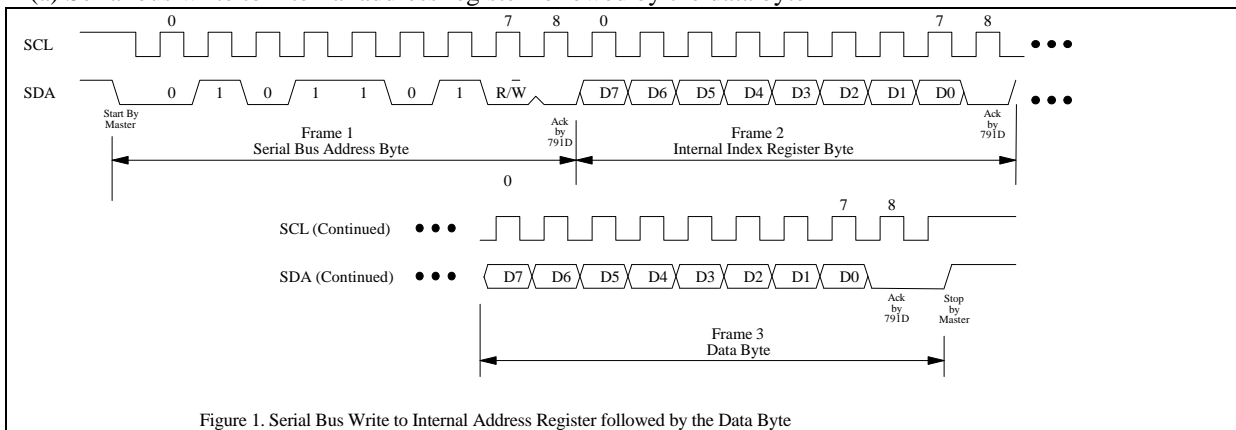 0 7 8 0 7 8
SCL
SDA 0 1 0 1 1 0 1 R/W̅ D7 D6 D5 D4 D3 D2 D1 D0
Start By
Master
Ack
by
791D
Ack
by
791D
Frame 1
Serial Bus Address Byte
Frame 2
Internal Index Register Byte
0
7 8
SCL (Continued)
SDA (Continued) D7 D6 D5 D4 D3 D2 D1 D0
Ack
by
791D
Stop
by
Master
Frame 3
Data Byte
Figure 1. Serial Bus Write to Internal Address Register followed by the Data Byte